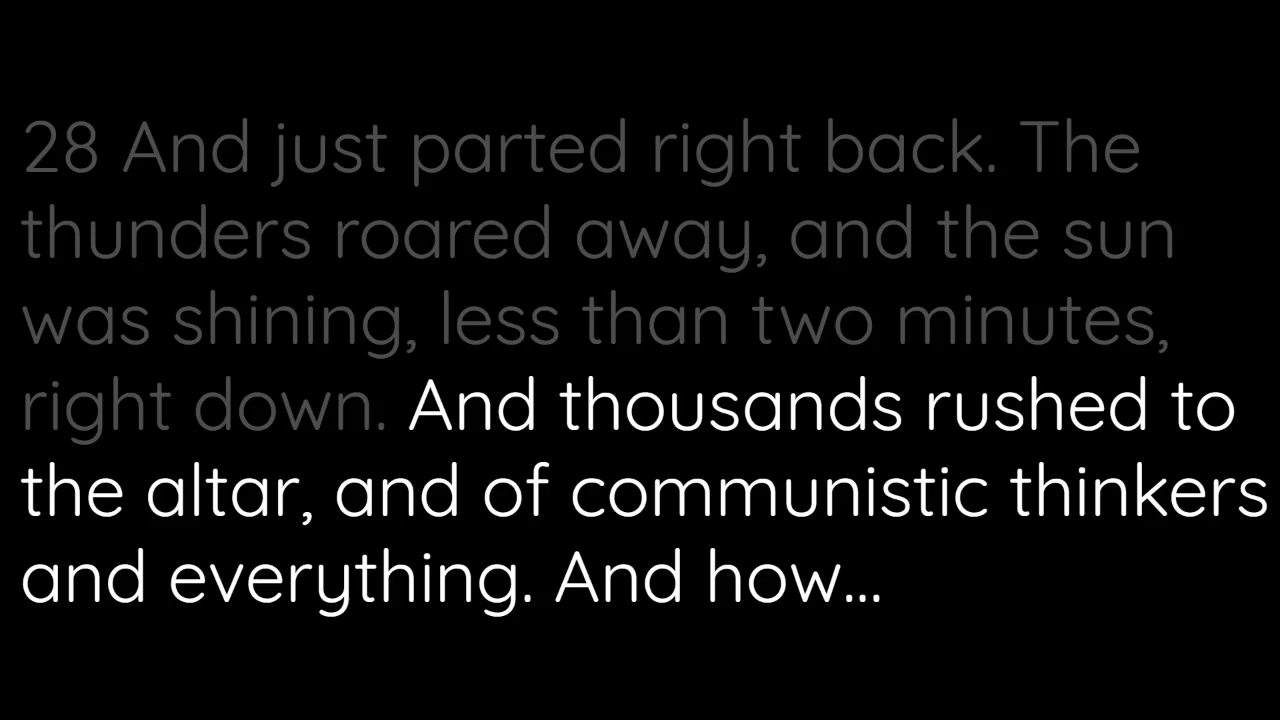 28 And just parted right back. The
thunders roared away, and the sun
was shining, less than two minutes,
right down. And thousands rushed to
the altar, and of communistic thinkers
and everything. And how...